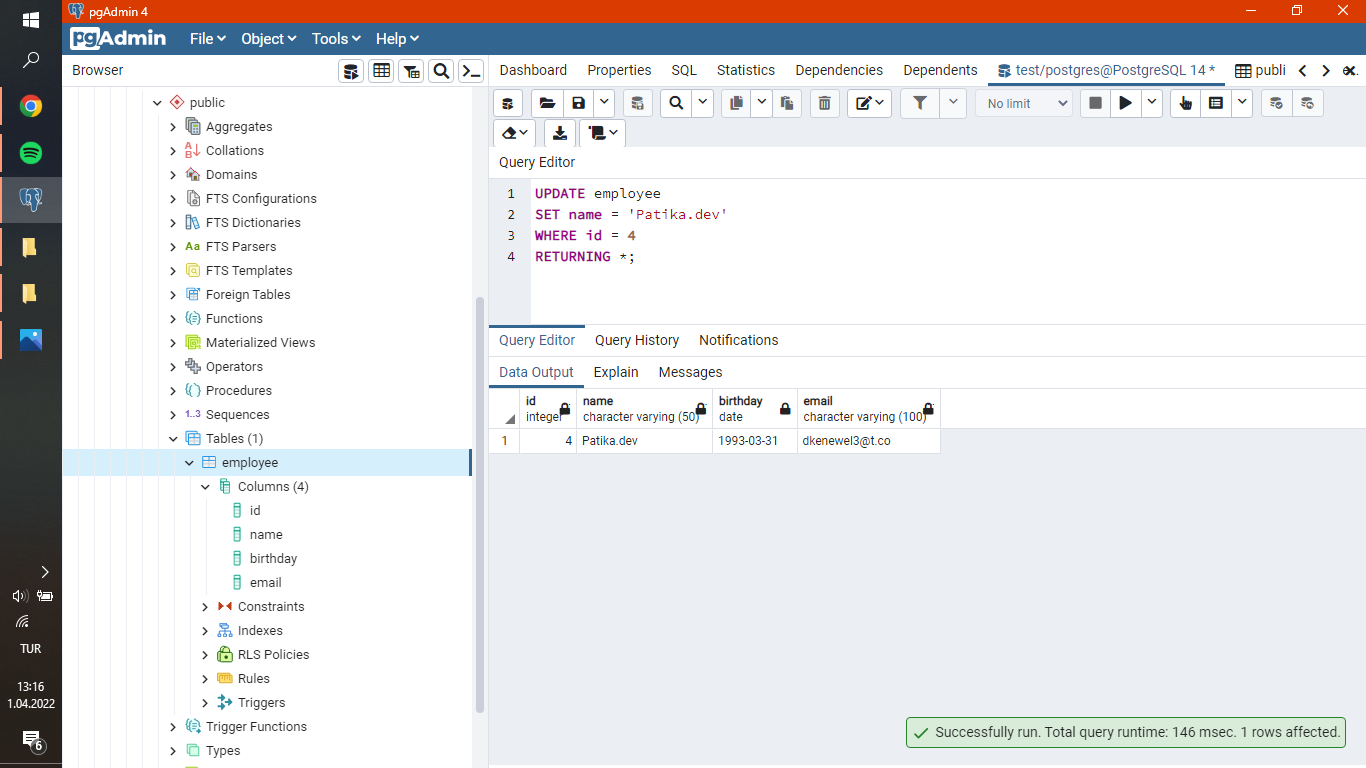 pgAdmin 4
pgAdmin File Object Tools Help
Browser
Dashboard Properties SQL Statistics Dependencies Dependents test/postgres@PostgreSQL 14 * publi
No limit
Query Editor
public
Aggregates
Collations
Domains
FTS Configurations
FTS Dictionaries
Aa FTS Parsers
FTS Templates
Foreign Tables
Functions
Materialized Views
Operators
Procedures
1..3 Sequences
Tables (1)
employee
Columns (4)
id
name
birthday
email
Constraints
Indexes
RLS Policies
Rules
Triggers
Trigger Functions
Types
1 UPDATE employee
2 SET name = 'Patika.dev'
3 WHERE id = 4
4 RETURNING *;
Query Editor Query History Notifications
Data Output Explain Messages
id name birthday email
integer character varying (50) date character varying (100)
1 4 Patika.dev 1993-03-31 dkenewel3@t.co
Successfully run. Total query runtime: 146 msec. 1 rows affected.
TUR
13:16
1.04.2022
6